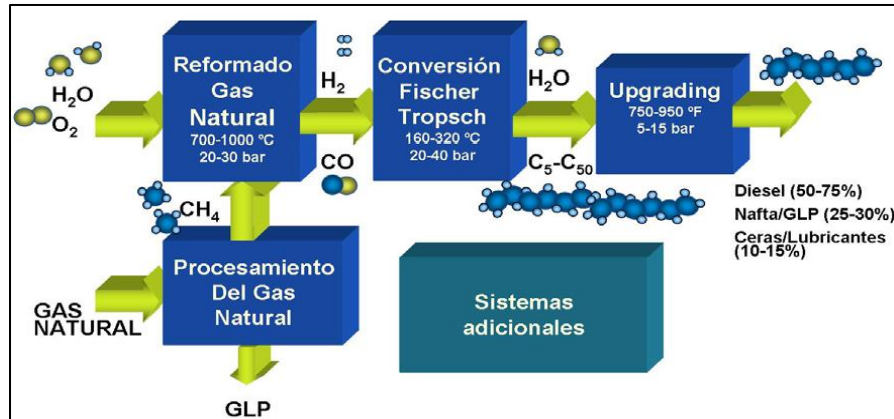 H2O
O2
Reformado
Gas
Natural
700-1000 ºC
20-30 bar
H2
CO
Conversión
Fischer
Tropsch
160-320 ºC
20-40 bar
H2O
C5-C50
Upgrading
750-950 ºF
5-15 bar
Diesel (50-75%)
Nafta/GLP (25-30%)
Ceras/Lubricantes
(10-15%)
CH4
GAS
NATURAL
Procesamiento
Del Gas
Natural
GLP
Sistemas
adicionales